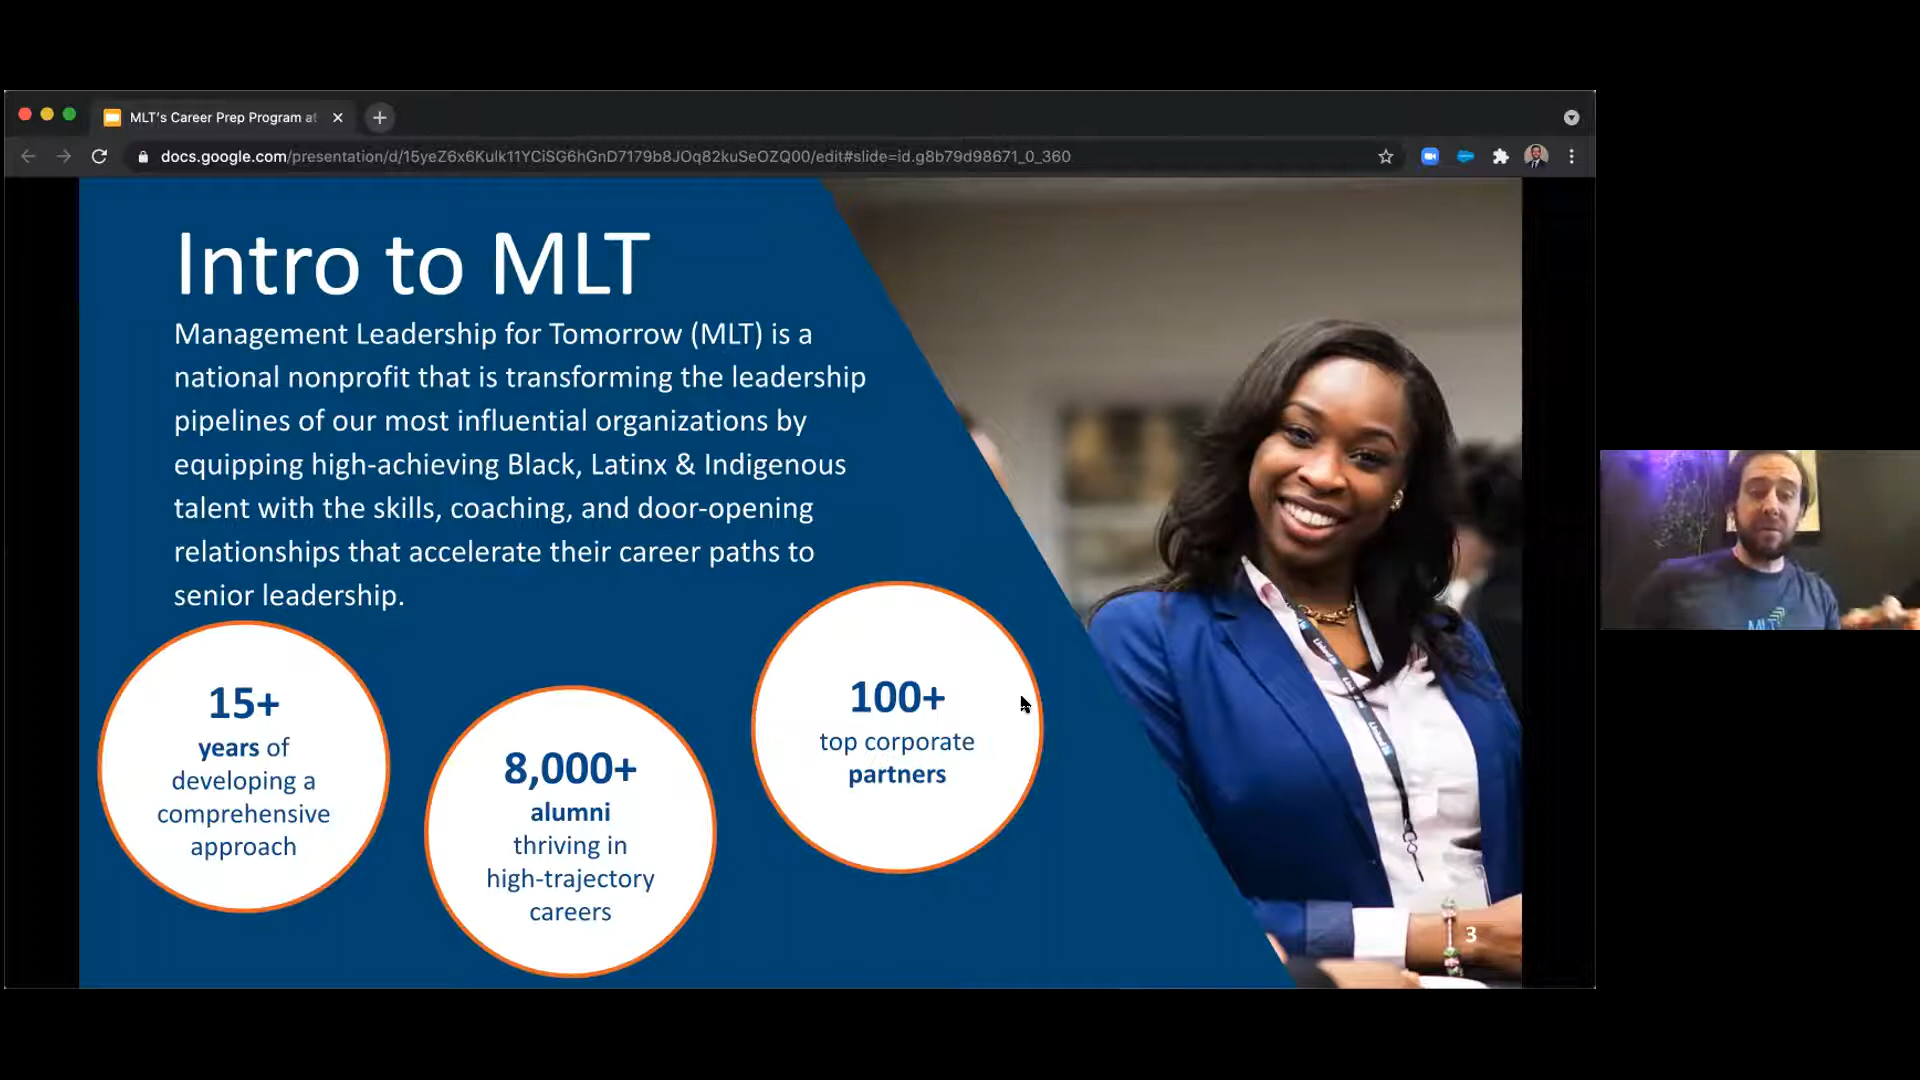 MLT's Career Prep Program at
docs.google.com/presentation/d/15yeZ6x6Kulk11YCiSG6hGnD7179b8JOq82kuSeOZQ00/edit#slide=id.g8b79d98671_0_360
Intro to MLT
Management Leadership for Tomorrow (MLT) is a
national nonprofit that is transforming the leadership
pipelines of our most influential organizations by
equipping high-achieving Black, Latinx & Indigenous
talent with the skills, coaching, and door-opening
relationships that accelerate their career paths to
senior leadership.
15+
years of
developing a
comprehensive
approach
8,000+
alumni
thriving in
high-trajectory
careers
100+
top corporate
partners
LinkedIn
3
MLT